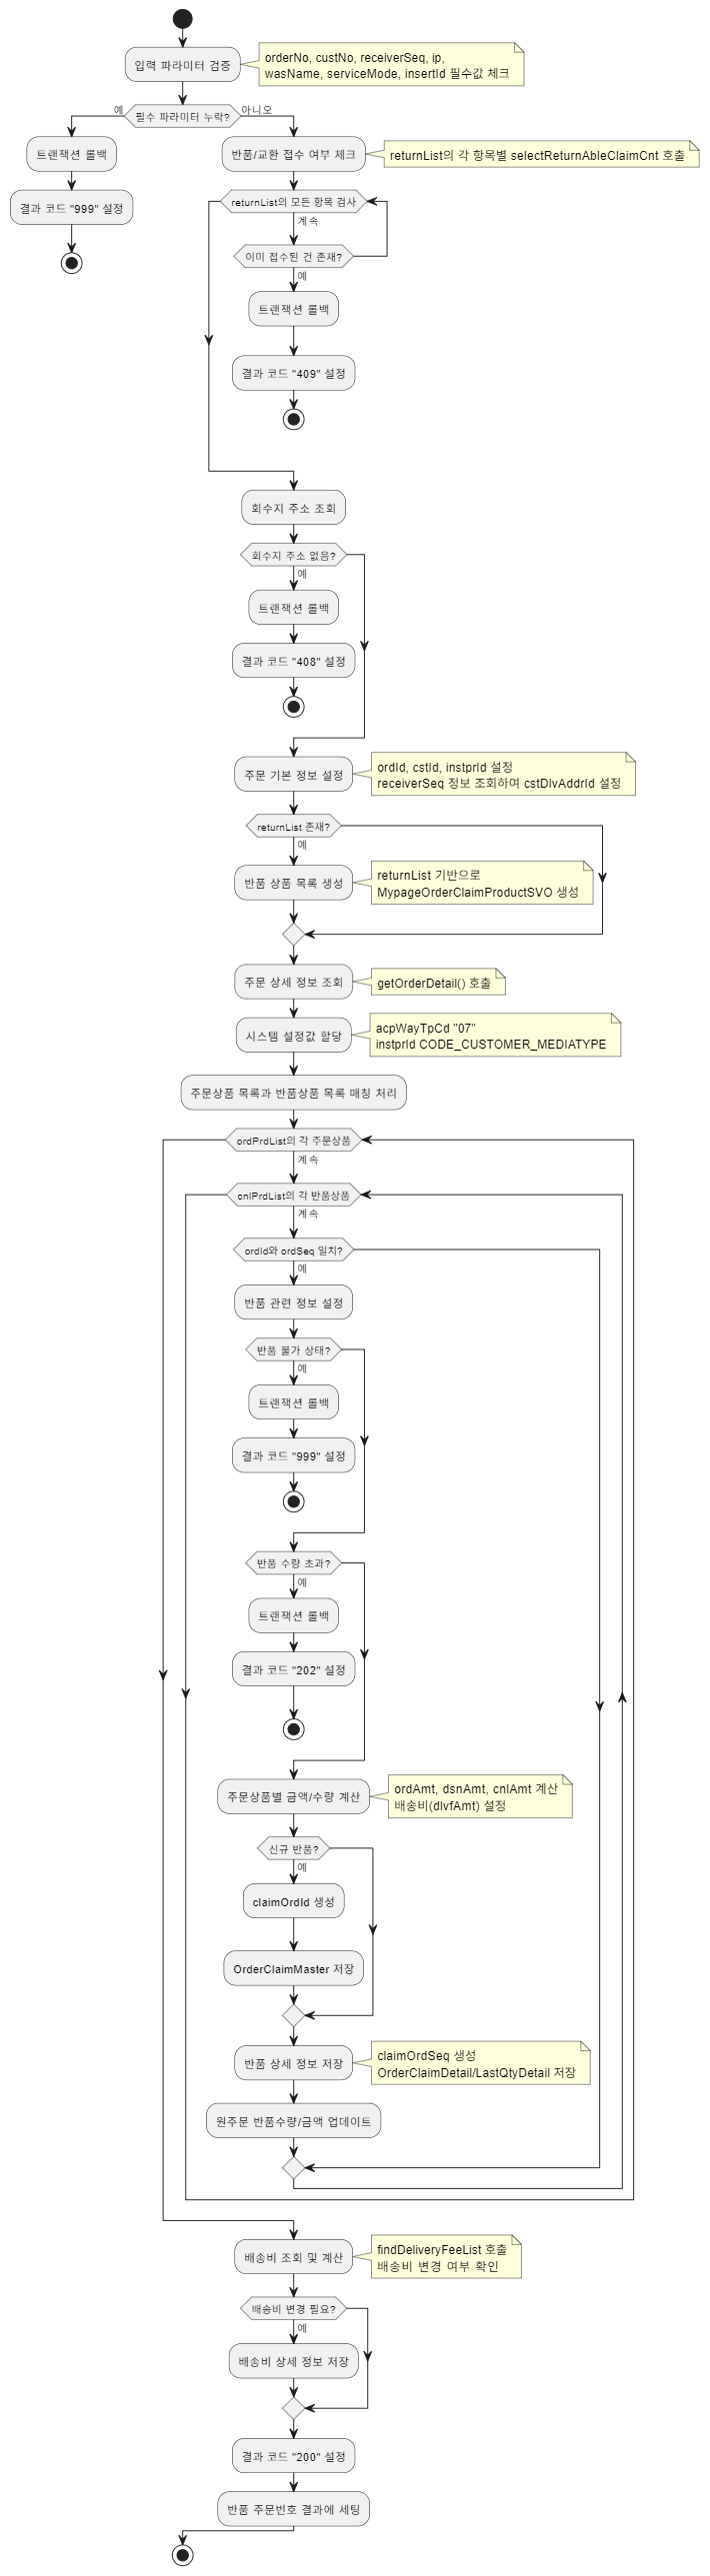 입력 파라미터 검증
orderNo, custNo, receiverSeq, ip,
wasName, serviceMode, insertId 필수값 체크
예
필수 파라미터 누락?
아니오
트랜잭션 롤백
결과 코드 "999" 설정
반품/교환 접수 여부 체크
returnList의 각 항목별 selectReturnAbleClaimCnt 호출
returnList의 모든 항목 검사
계속
이미 접수된 건 존재?
예
트랜잭션 롤백
결과 코드 "409" 설정
회수지 주소 조회
회수지 주소 없음?
예
트랜잭션 롤백
결과 코드 "408" 설정
주문 기본 정보 설정
ordId, cstId, instprId 설정
receiverSeq 정보 조회하여 cstDlvAddrId 설정
returnList 존재?
예
반품 상품 목록 생성
returnList 기반으로
MypageOrderClaimProductSVO 생성
주문 상세 정보 조회
getOrderDetail() 호출
시스템 설정값 할당
acpWayTpCd "07"
instprId CODE_CUSTOMER_MEDIATYPE
주문상품 목록과 반품상품 목록 매칭 처리
ordPrdList의 각 주문상품
계속
cnlPrdList의 각 반품상품
계속
ordId와 ordSeq 일치?
예
반품 관련 정보 설정
반품 불가 상태?
예
트랜잭션 롤백
결과 코드 "999" 설정
반품 수량 초과?
예
트랜잭션 롤백
결과 코드 "202" 설정
주문상품별 금액/수량 계산
ordAmt, dsnAmt, cnlAmt 계산
배송비(dlvfAmt) 설정
신규 반품?
예
claimOrdId 생성
OrderClaimMaster 저장
반품 상세 정보 저장
claimOrdSeq 생성
OrderClaimDetail/LastQtyDetail 저장
원주문 반품수량/금액 업데이트
배송비 조회 및 계산
findDeliveryFeeList 호출
배송비 변경 여부 확인
배송비 변경 필요?
예
배송비 상세 정보 저장
결과 코드 "200" 설정
반품 주문번호 결과에 세팅